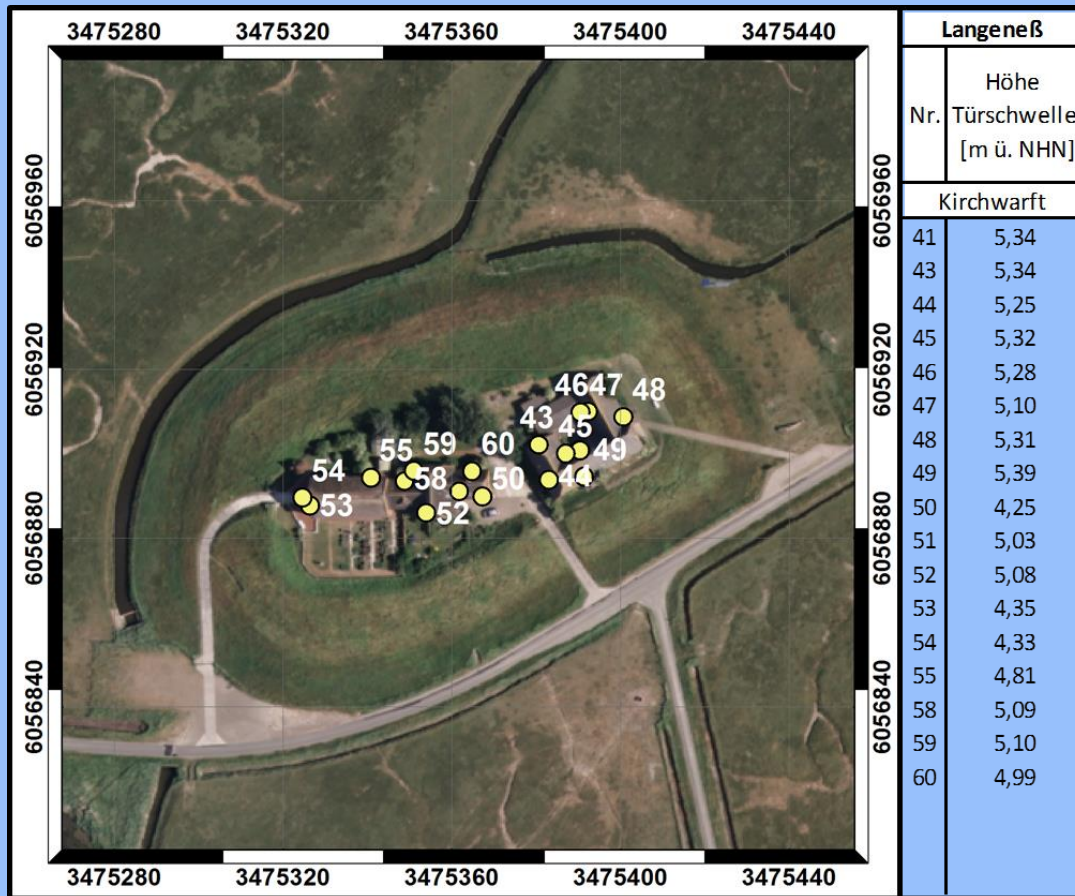 3475280 3475320 3475360 3475400 3475440
6056960
6056920
6056880
6056840
6056960
6056920
6056880
6056840
46 47 48
43 45
55 59 60 49
54 58 50 44
53 52
3475280 3475320 3475360 3475400 3475440
Langeneß
Nr. Höhe
Türschwelle
[m ü. NHN]
Kirchwarft
41 5,34
43 5,34
44 5,25
45 5,32
46 5,28
47 5,10
48 5,31
49 5,39
50 4,25
51 5,03
52 5,08
53 4,35
54 4,33
55 4,81
58 5,09
59 5,10
60 4,99